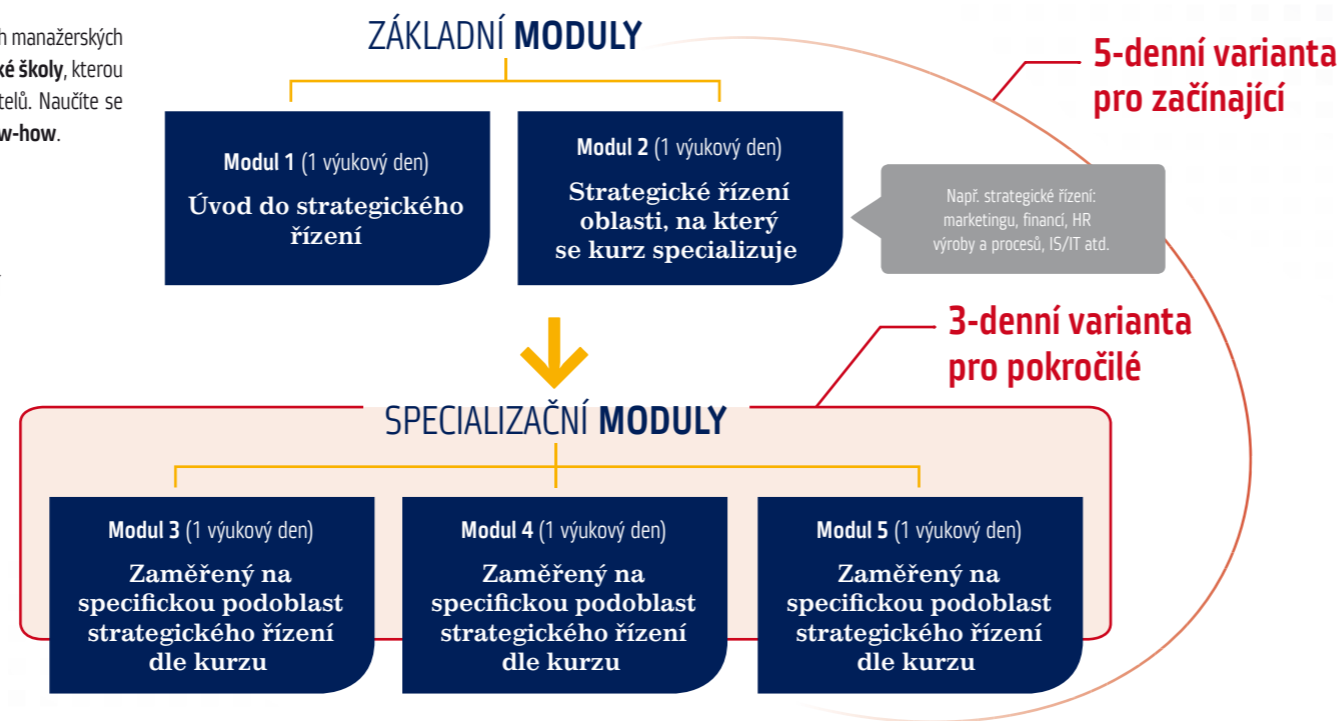 manažerských
školy, kterou
Naučíte se
ZÁKLADNÍ MODULY
5-denní varianta
pro začínající
Modul 1 (1 výukový den)
Úvod do strategického
řízení
Modul 2 (1 výukový den)
Strategické řízení
oblasti, na který
se kurz specializuje
Např. strategické řízení:
marketingu, financí, HR
výroby a procesů, IS/IT atd.
3-denní varianta
pro pokročilé
SPECIALIZAČNÍ MODULY
Modul 3 (1 výukový den)
Zaměřený na
specifickou podoblast
strategického řízení
dle kurzu
Modul 4 (1 výukový den)
Zaměřený na
specifickou podoblast
strategického řízení
dle kurzu
Modul 5 (1 výukový den)
Zaměřený na
specifickou podoblast
strategického řízení
dle kurzu